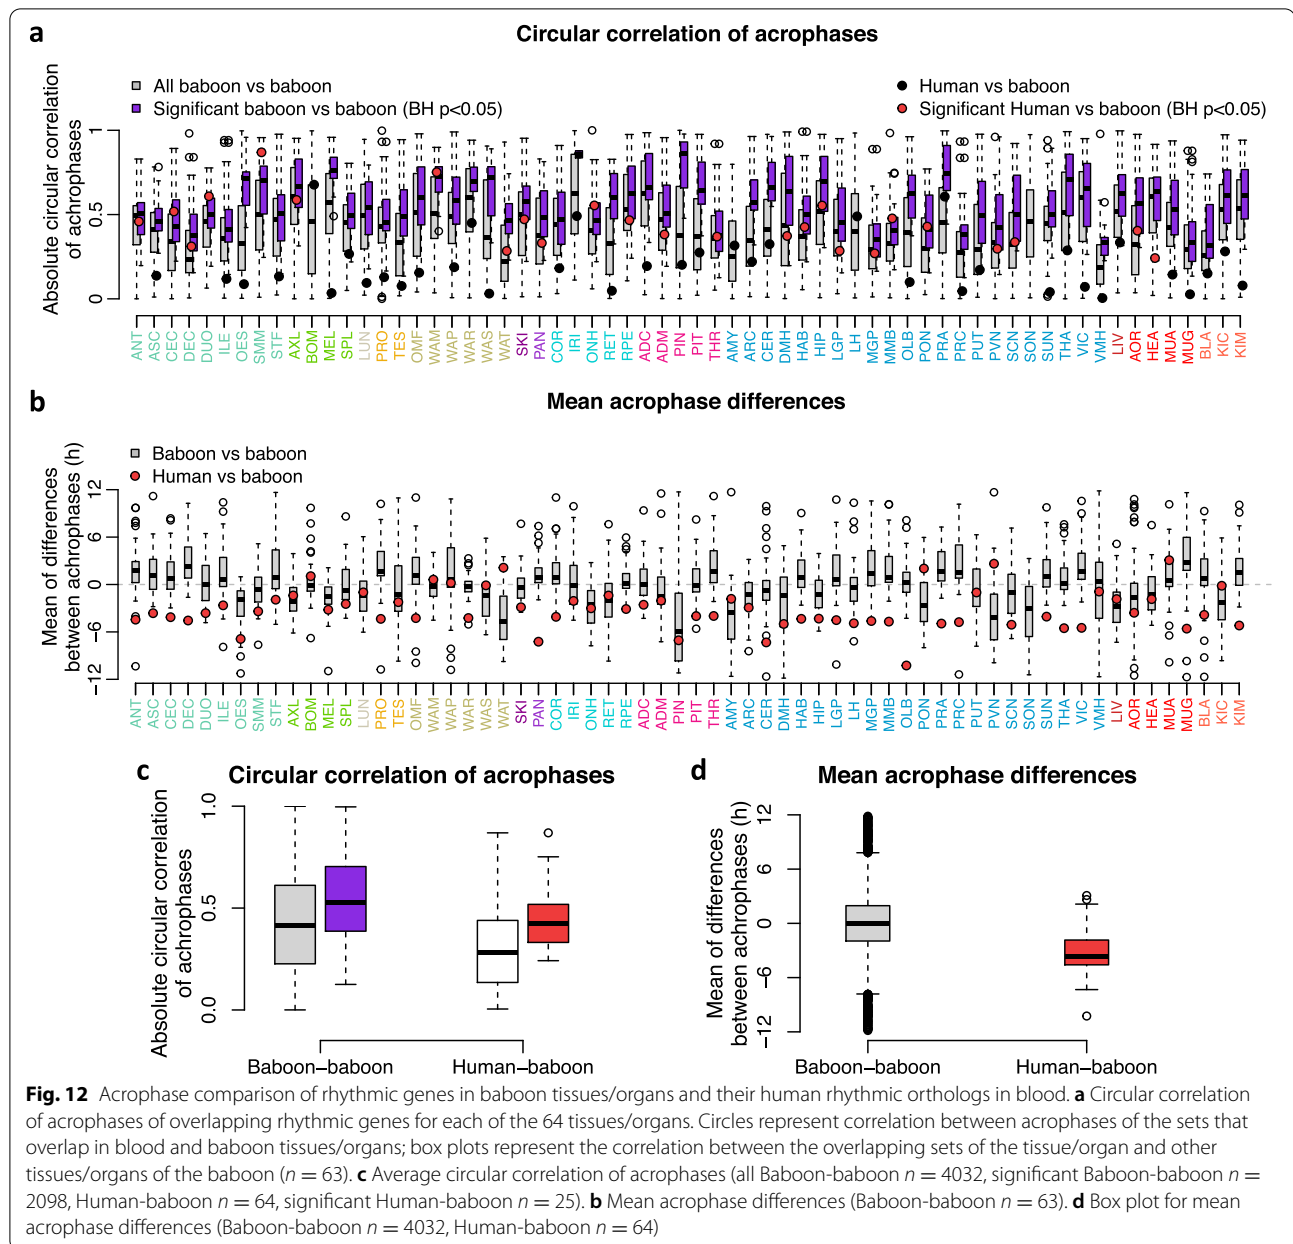 a
Circular correlation of acrophases
All baboon vs baboon
Significant baboon vs baboon (BH p<0.05)
Human vs baboon
Significant Human vs baboon (BH p<0.05)
Absolute circular correlation
of achrophases
1
0.5
0
ANT ASC CEC DEC DUO ILE OES SMM STF AXL BOM MEL SPL LUN PRO TES OMF WAM WAP WAR WAS WAT SKI PAN COR IRI ONH RET RPE ADC ADM PIN PIT THR AMY ARC CER DMH HAB HIP LGP LH MGP MMB OLB PON PRA PRC PUT PVN SCN SON SUN THA VIC VMH LIV AOR HEA MUA MUG BLA KIC KIM
b
Mean acrophase differences
Baboon vs baboon
Human vs baboon
Mean of differences
between achrophases (h)
12
6
0
−6
−12
ANT ASC CEC DEC DUO ILE OES SMM STF AXL BOM MEL SPL LUN PRO TES OMF WAM WAP WAR WAS WAT SKI PAN COR IRI ONH RET RPE ADC ADM PIN PIT THR AMY ARC CER DMH HAB HIP LGP LH MGP MMB OLB PON PRA PRC PUT PVN SCN SON SUN THA VIC VMH LIV AOR HEA MUA MUG BLA KIC KIM
c
Circular correlation of acrophases
Absolute circular correlation
of achrophases
1.0
0.5
0.0
Baboon−baboon
Human−baboon
d
Mean acrophase differences
Mean of differences
between achrophases (h)
12
6
0
−6
−12
Baboon−baboon
Human−baboon
Fig. 12 Acrophase comparison of rhythmic genes in baboon tissues/organs and their human rhythmic orthologs in blood. a Circular correlation
of acrophases of overlapping rhythmic genes for each of the 64 tissues/organs. Circles represent correlation between acrophases of the sets that
overlap in blood and baboon tissues/organs; box plots represent the correlation between the overlapping sets of the tissue/organ and other
tissues/organs of the baboon (n = 63). c Average circular correlation of acrophases (all Baboon-baboon n = 4032, significant Baboon-baboon n =
2098, Human-baboon n = 64, significant Human-baboon n = 25). b Mean acrophase differences (Baboon-baboon n = 63). d Box plot for mean
acrophase differences (Baboon-baboon n = 4032, Human-baboon n = 64)